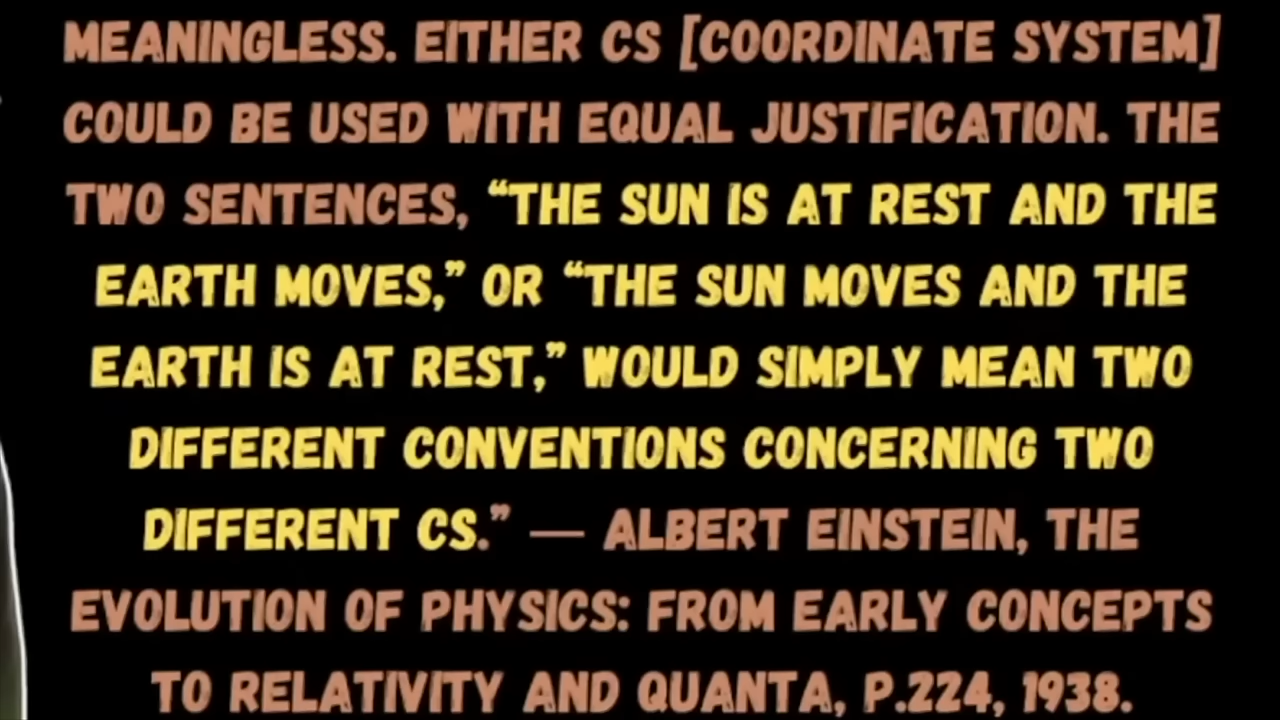 MEANINGLESS. EITHER CS [COORDINATE SYSTEM]
COULD BE USED WITH EQUAL JUSTIFICATION. THE
TWO SENTENCES, “THE SUN IS AT REST AND THE
EARTH MOVES,” OR “THE SUN MOVES AND THE
EARTH IS AT REST,” WOULD SIMPLY MEAN TWO
DIFFERENT CONVENTIONS CONCERNING TWO
DIFFERENT CS.” — ALBERT EINSTEIN, THE
EVOLUTION OF PHYSICS: FROM EARLY CONCEPTS
TO RELATIVITY AND QUANTA, P.224, 1938.